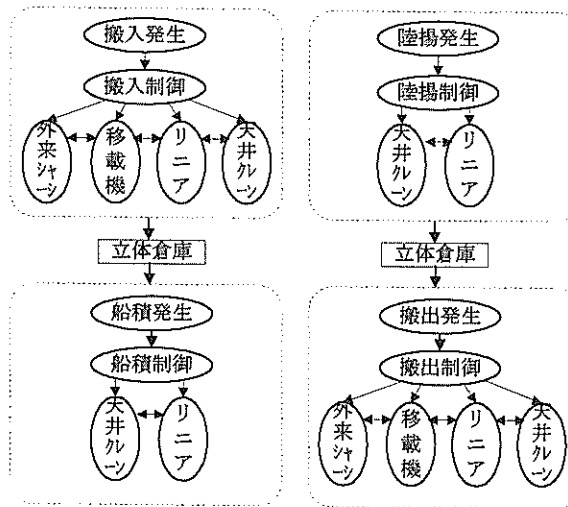 搬入発生
搬入制御
外来シャーシ
移載機
リニア
天井クレーン
立体倉庫
船積発生
船積制御
天井クレーン
リニア
陸揚発生
陸揚制御
天井クレーン
リニア
立体倉庫
搬出発生
搬出制御
外来シャーシ
移載機
リニア
天井クレーン